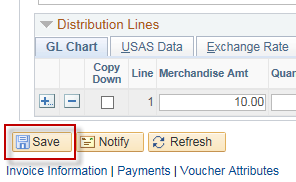 Distribution Lines
GL Chart USAS Data Exchange Rate
Copy Down Line Merchandise Amt
1 10.00
Save Notify Refresh
Invoice Information | Payments | Voucher Attributes